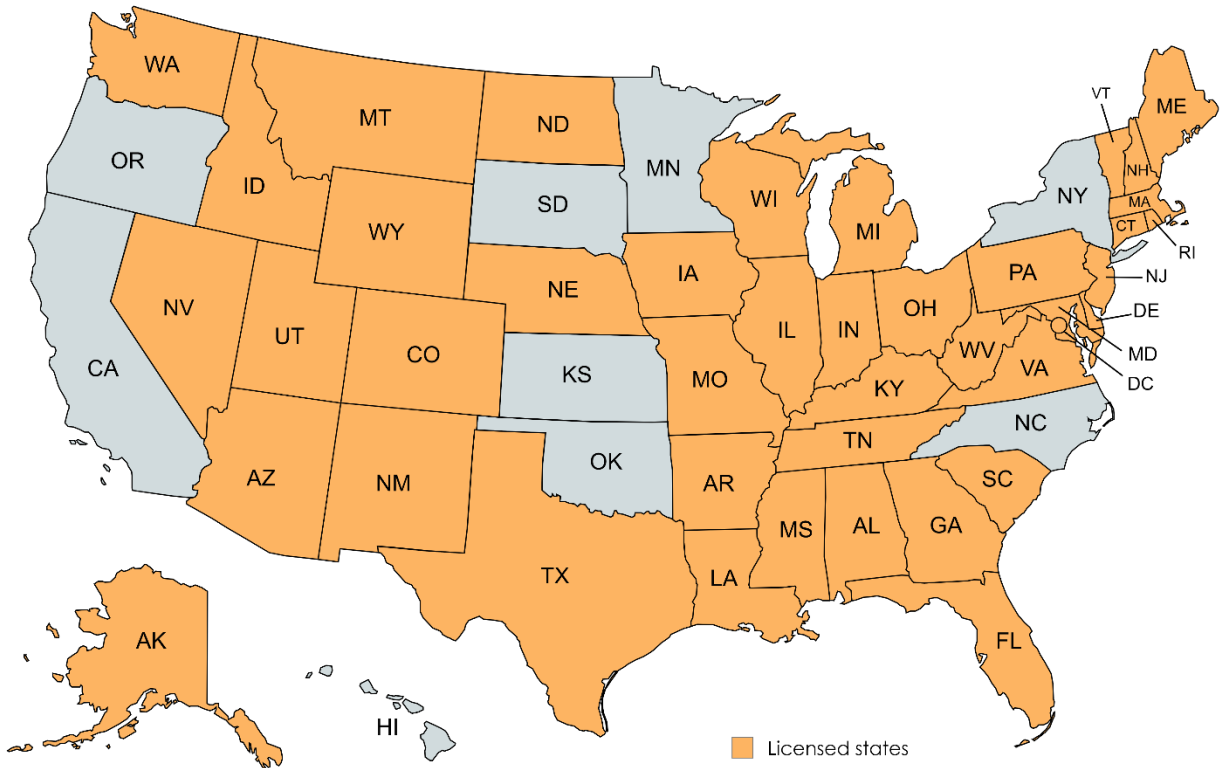 WA
MT
ND
MN
VT
ME
OR
ID
SD
WI
MI
NY
NH
MA
CT
RI
WY
IA
PA
NJ
NV
NE
OH
DE
UT
CO
IL
IN
WV
MD
CA
KS
MO
KY
VA
DC
AZ
NM
OK
AR
TN
NC
SC
TX
LA
MS
AL
GA
AK
FL
HI
Licensed states